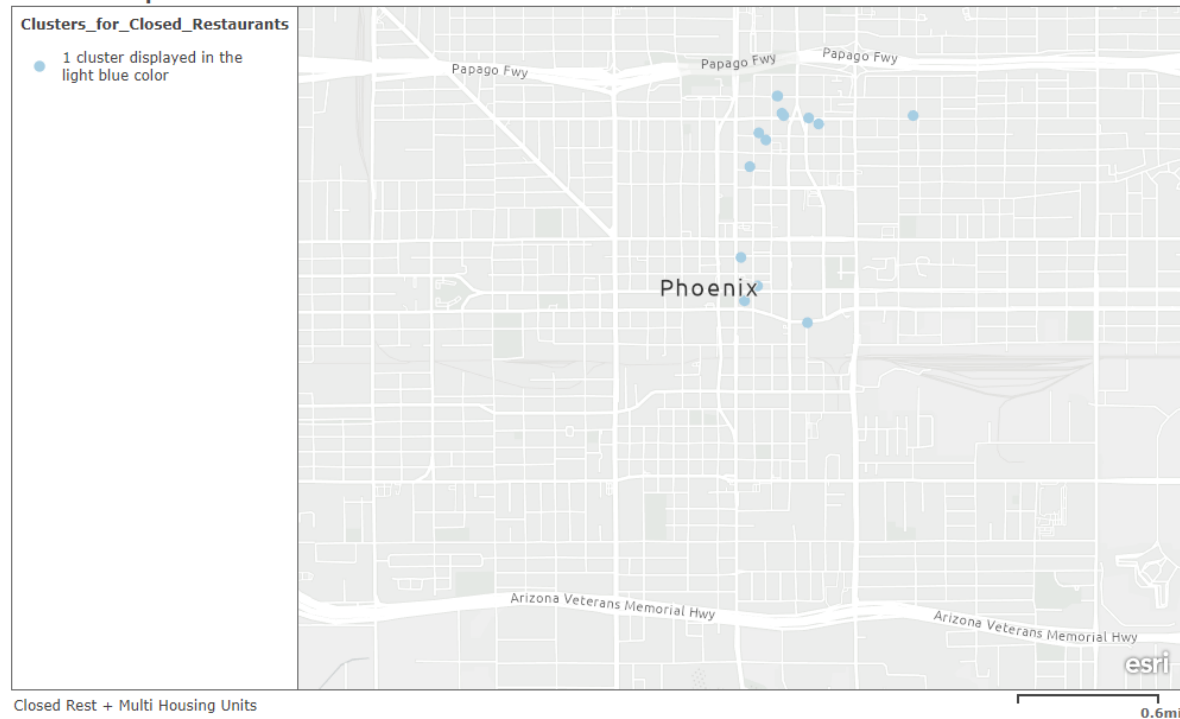 Clusters_for_Closed_Restaurants
1 cluster displayed in the
light blue color
Papago Fwy
Papago Fwy
Papago Fwy
Phoenix
Arizona Veterans Memorial Hwy
Arizona Veterans Memorial Hwy
esri
Closed Rest + Multi Housing Units
0.6mi